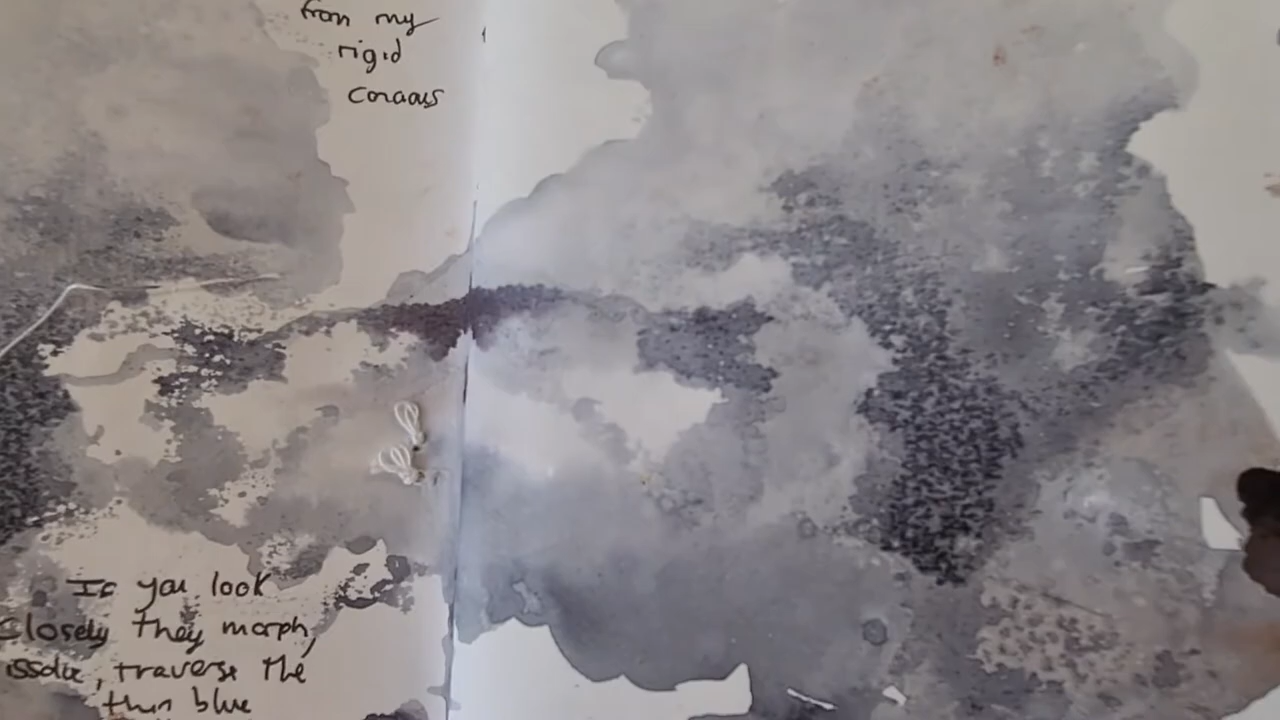 from my
rigid
If you look
closely they morph,
traverse the
thin blue